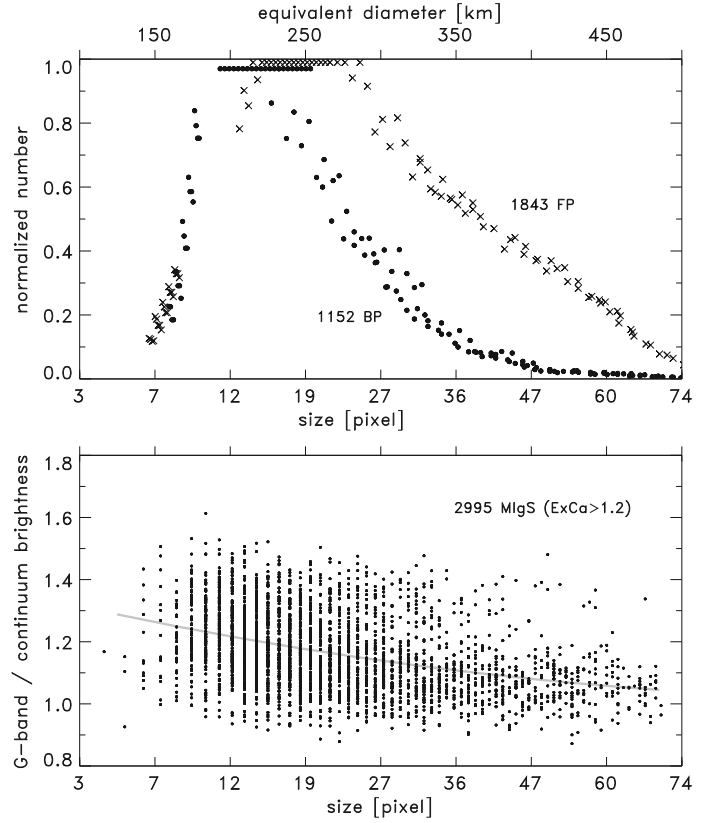 equivalent diameter [km]
150 250 350 450
1.0
0.8
0.6
0.4
0.2
0.0
normalized number
1843 FP
1152 BP
3 7 12 19 27 36 47 60 74
size [pixel]
1.8
1.6
1.4
1.2
1.0
0.8
G-band / continuum brightness
2995 MIgS (ExCa>1.2)
3 7 12 19 27 36 47 60 74
size [pixel]